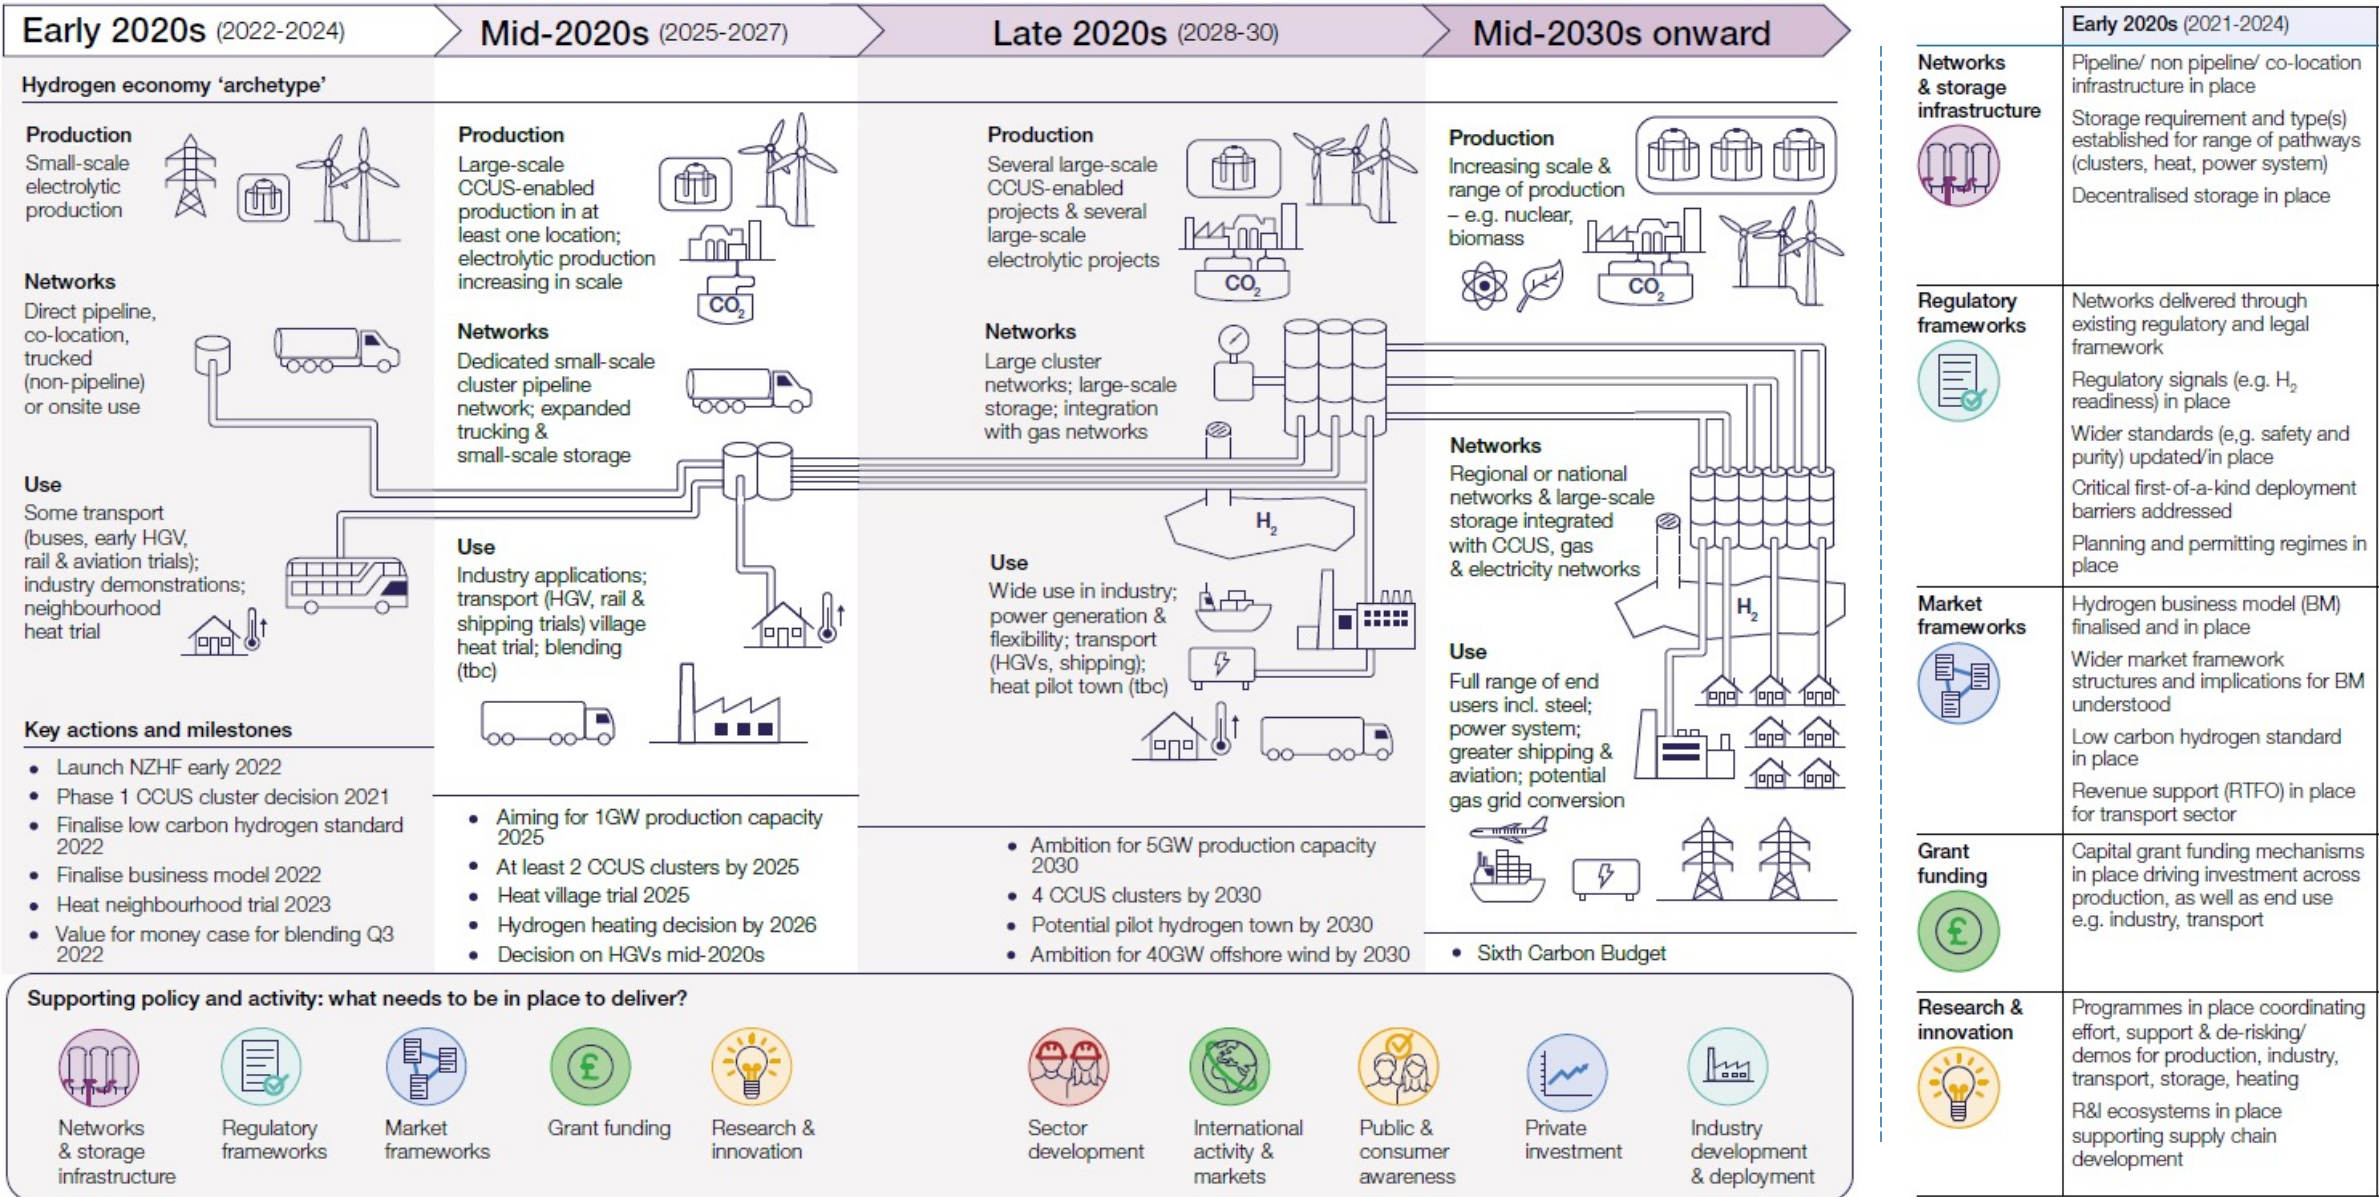 Early 2020s (2022-2024)
Mid-2020s (2025-2027)
Late 2020s (2028-30)
Mid-2030s onward
Hydrogen economy ‘archetype’
Production
Small-scale
electrolytic
production
Networks
Direct pipeline,
co-location,
trucked
(non-pipeline)
or onsite use
Use
Some transport
(buses, early HGV,
rail & aviation trials);
industry demonstrations;
neighbourhood
heat trial
Key actions and milestones
• Launch NZHF early 2022
• Phase 1 CCUS cluster decision 2021
• Finalise low carbon hydrogen standard
2022
• Finalise business model 2022
• Heat neighbourhood trial 2023
• Value for money case for blending Q3
2022
Production
Large-scale
CCUS-enabled
production in at
least one location;
electrolytic production
increasing in scale
CO₂
Networks
Dedicated small-scale
cluster pipeline
network; expanded
trucking &
small-scale storage
Use
Industry applications;
transport (HGV, rail &
shipping trials) village
heat trial; blending
(tbc)
• Aiming for 1GW production capacity
2025
• At least 2 CCUS clusters by 2025
• Heat village trial 2025
• Hydrogen heating decision by 2026
• Decision on HGVs mid-2020s
Production
Several large-scale
CCUS-enabled
projects & several
large-scale
electrolytic projects
CO₂
Networks
Large cluster
networks; large-scale
storage; integration
with gas networks
H₂
Use
Wide use in industry;
power generation &
flexibility; transport
(HGVs, shipping);
heat pilot town (tbc)
• Ambition for 5GW production capacity
2030
• 4 CCUS clusters by 2030
• Potential pilot hydrogen town by 2030
• Ambition for 40GW offshore wind by 2030
Production
Increasing scale &
range of production
– e.g. nuclear,
biomass
CO₂
Networks
Regional or national
networks & large-scale
storage integrated
with CCUS, gas
& electricity networks
H₂
Use
Full range of end
users incl. steel;
power system;
greater shipping &
aviation; potential
gas grid conversion
• Sixth Carbon Budget
Supporting policy and activity: what needs to be in place to deliver?
Networks
& storage
infrastructure
Regulatory
frameworks
Market
frameworks
Grant funding
Research &
innovation
Sector
development
International
activity &
markets
Public &
consumer
awareness
Private
investment
Industry
development
& deployment
Early 2020s (2021-2024)
Networks
& storage
infrastructure
Pipeline/ non pipeline/ co-location
infrastructure in place
Storage requirement and type(s)
established for range of pathways
(clusters, heat, power system)
Decentralised storage in place
Regulatory
frameworks
Networks delivered through
existing regulatory and legal
framework
Regulatory signals (e.g. H₂
readiness) in place
Wider standards (e,g. safety and
purity) updated/in place
Critical first-of-a-kind deployment
barriers addressed
Planning and permitting regimes in
place
Market
frameworks
Hydrogen business model (BM)
finalised and in place
Wider market framework
structures and implications for BM
understood
Low carbon hydrogen standard
in place
Revenue support (RTFO) in place
for transport sector
Grant
funding
£
Capital grant funding mechanisms
in place driving investment across
production, as well as end use
e.g. industry, transport
Research &
innovation
Programmes in place coordinating
effort, support & de-risking/
demos for production, industry,
transport, storage, heating
R&I ecosystems in place
supporting supply chain
development